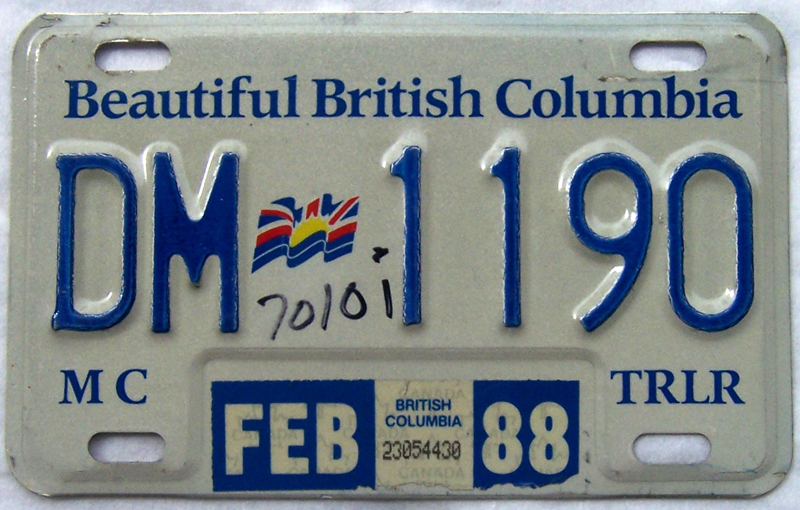 Beautiful British Columbia
DM 1190
70101
MC TRLR
FEB BRITISH COLUMBIA 23054430 88